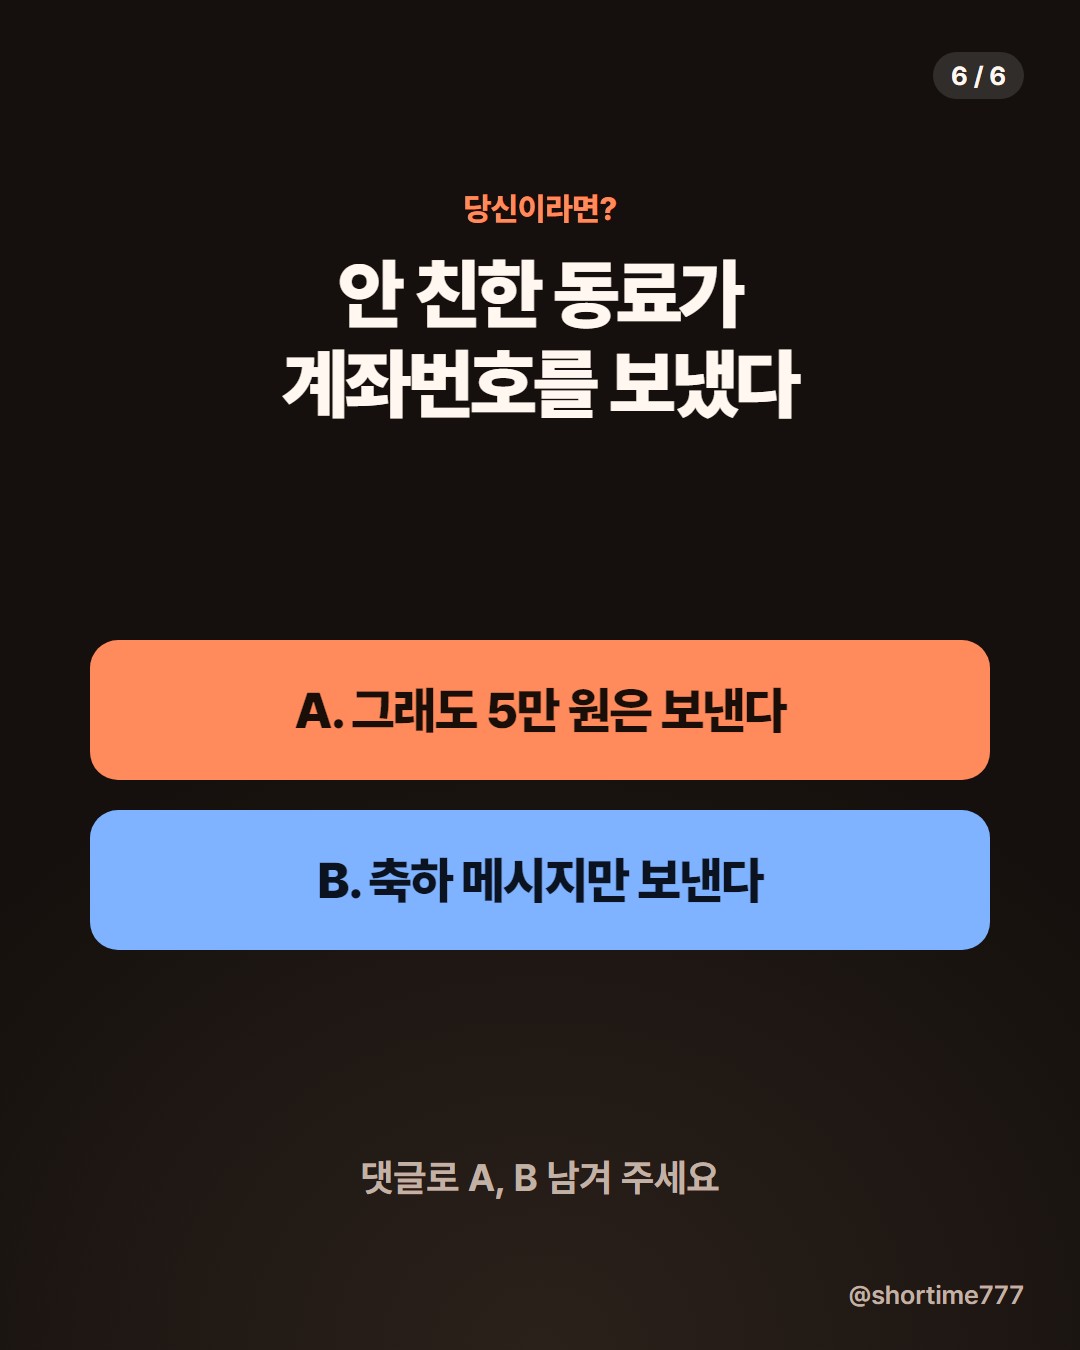 6 / 6
당신이라면?
안 친한 동료가
계좌번호를 보냈다
A. 그래도 5만 원은 보낸다
B. 축하 메시지만 보낸다
댓글로 A, B 남겨 주세요
@shortime777